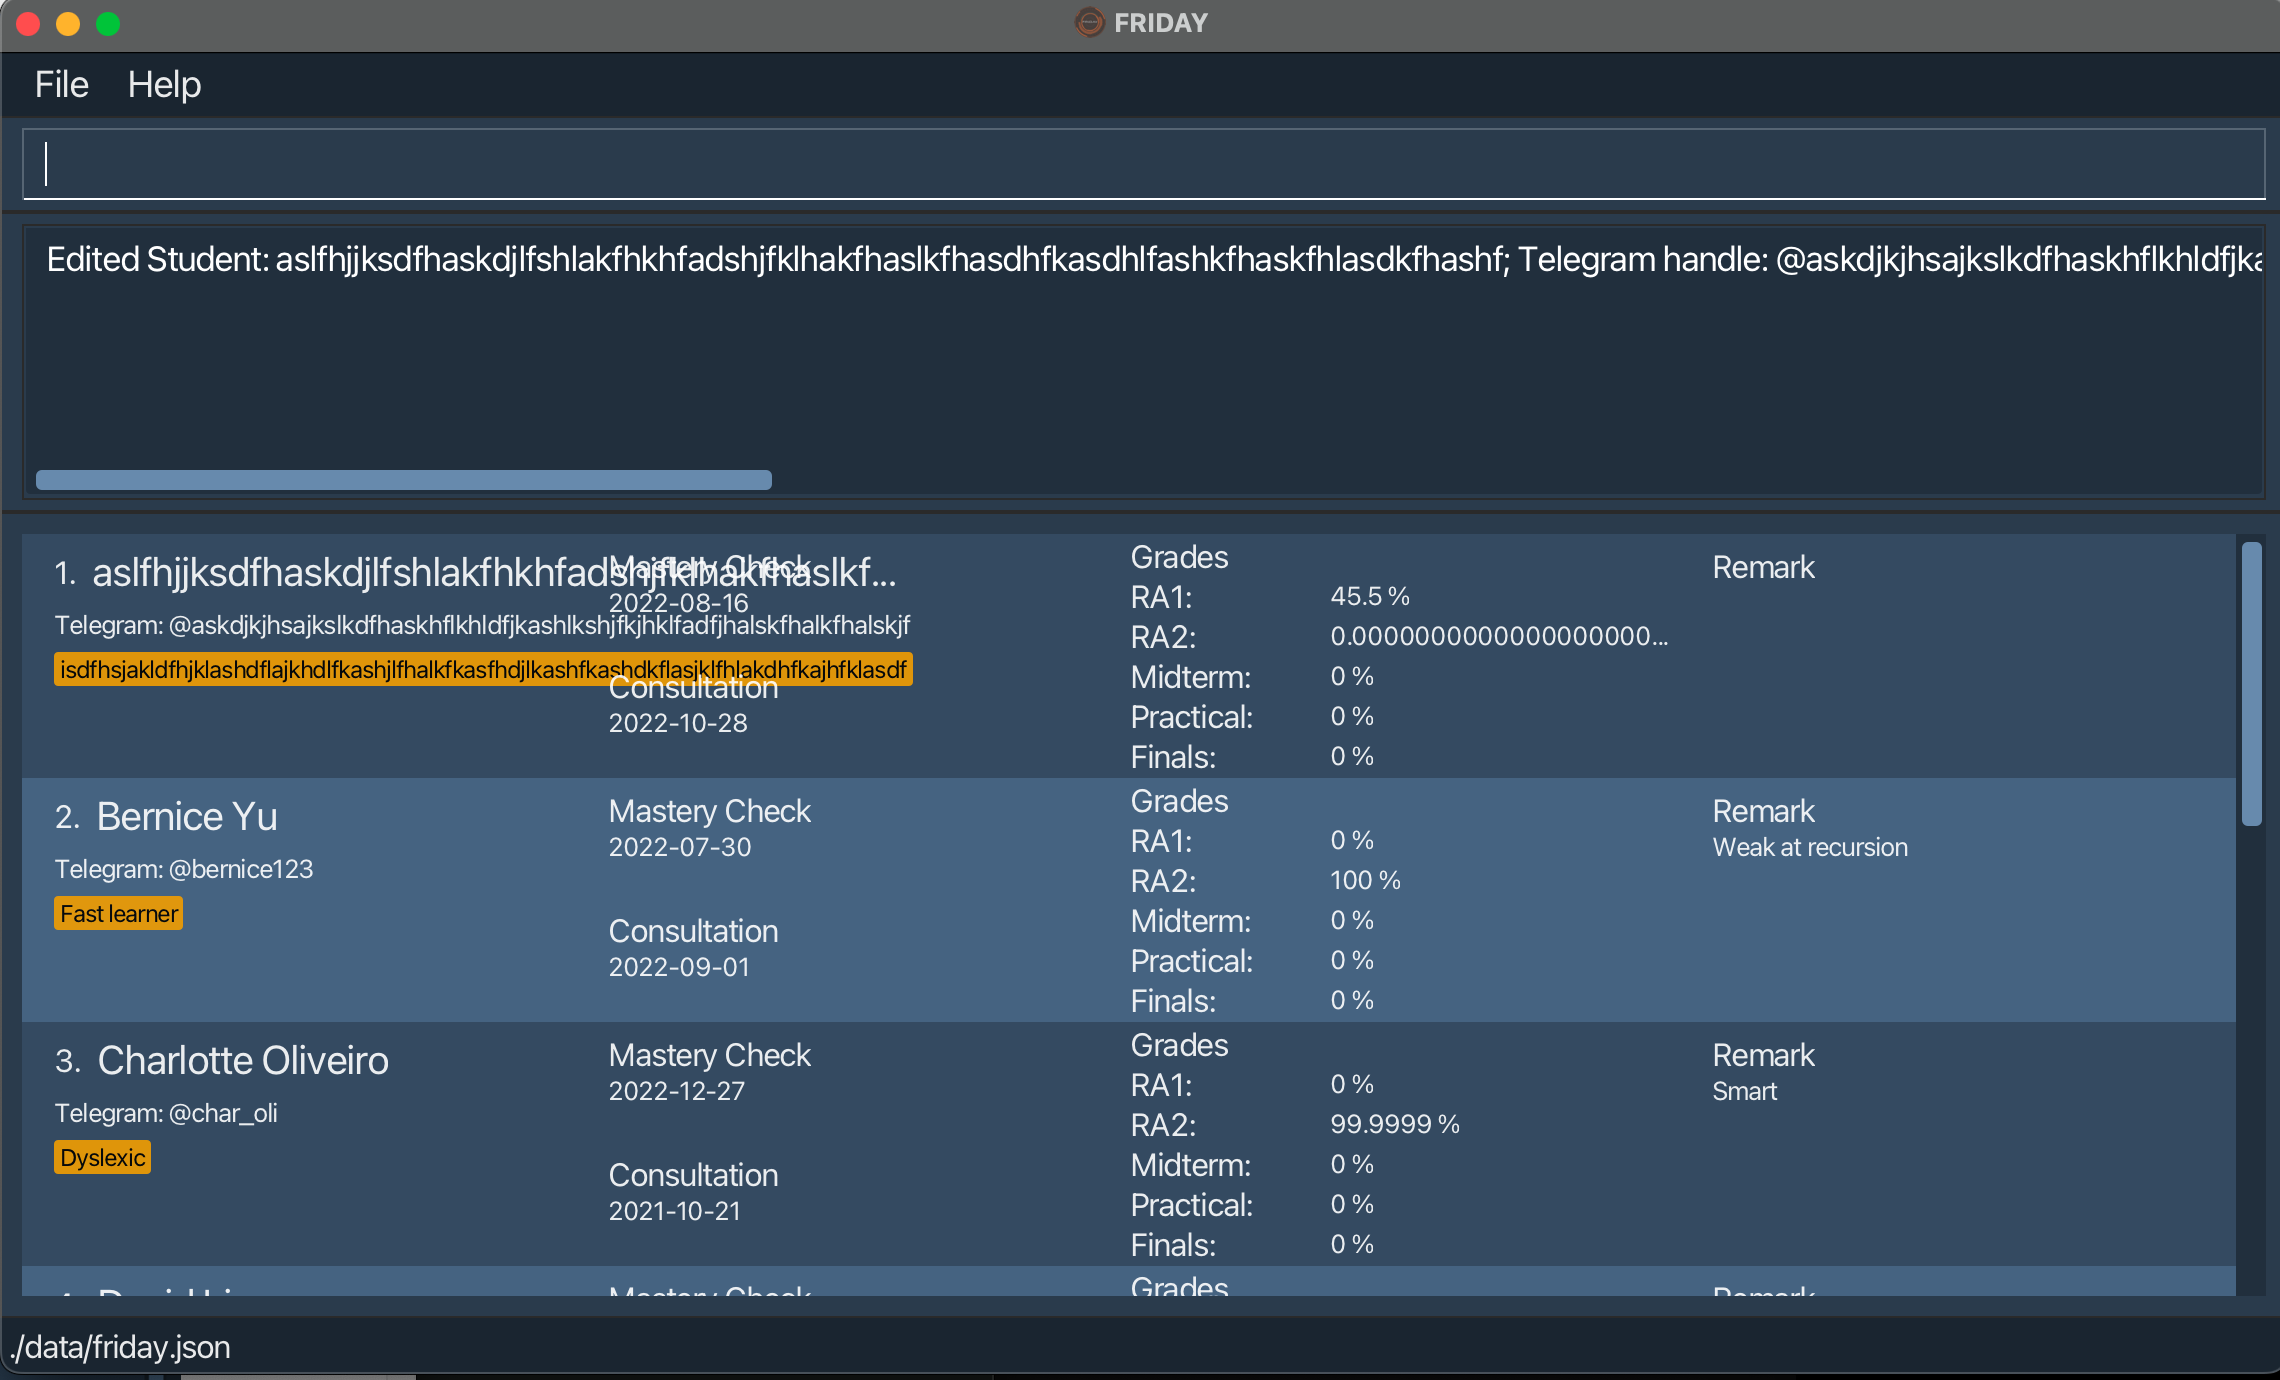 FRIDAY
File Help
Edited Student: aslfhjjksdfhaskdjlfshlakfhkhfadshjfklhakfhaslkfhasdhfkasdhlfashkfhaskfhlasdkfhashf; Telegram handle: @askdjkjhsajkslkdfhaskhflkhldfjka
1. aslfhjjksdfhaskdjlfshlakfhkhfadshjfklhakfhaslkf...
Telegram: @askdjkjhsajkslkdfhaskhflkhldfjkashlkshjfkjhklfadfjhalskfhalkfhalskjf
isdfhsjakldfhjklashdflajkhdlfkashjlfhalkfkasfhdjlkashfkashdkflasjklfhlakdhfkajhfklasdf
Mastery Check
2022-08-16
Consultation
2022-10-28
Grades
RA1: 45.5 %
RA2: 0.0000000000000000000...
Midterm: 0 %
Practical: 0 %
Finals: 0 %
Remark
2. Bernice Yu
Telegram: @bernice123
Fast learner
Mastery Check
2022-07-30
Consultation
2022-09-01
Grades
RA1: 0 %
RA2: 100 %
Midterm: 0 %
Practical: 0 %
Finals: 0 %
Remark
Weak at recursion
3. Charlotte Oliveiro
Telegram: @char_oli
Dyslexic
Mastery Check
2022-12-27
Consultation
2021-10-21
Grades
RA1: 0 %
RA2: 99.9999 %
Midterm: 0 %
Practical: 0 %
Finals: 0 %
Remark
Smart
Mastery Check
Grades
Remark
./data/friday.json